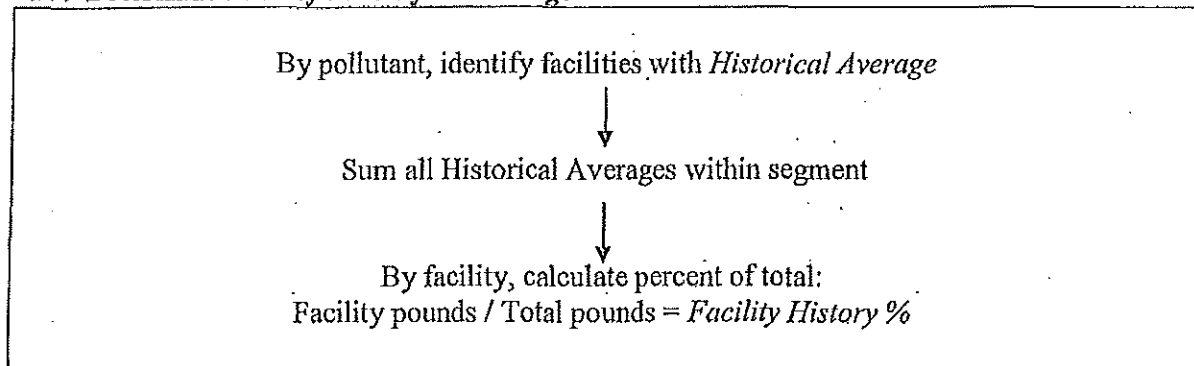 By pollutant, identify facilities with Historical Average
Sum all Historical Averages within segment
By facility, calculate percent of total:
Facility pounds / Total pounds = Facility History %